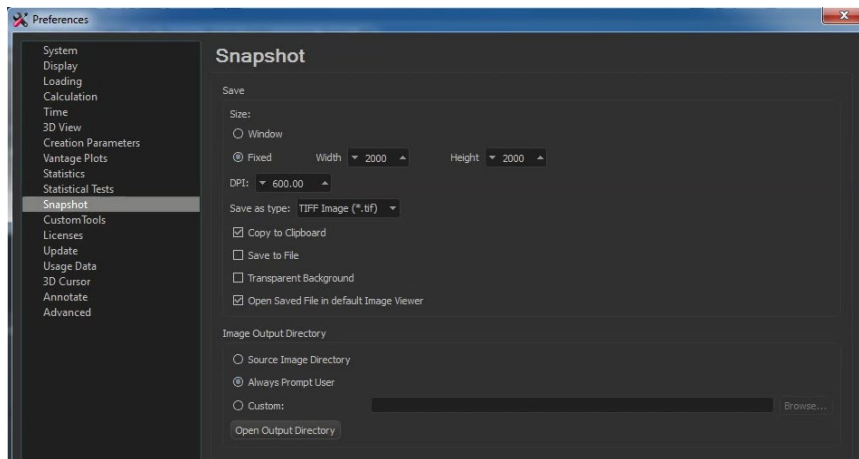 Preferences
System
Display
Loading
Calculation
Time
3D View
Creation Parameters
Vantage Plots
Statistics
Statistical Tests
Snapshot
CustomTools
Licenses
Update
Usage Data
3D Cursor
Annotate
Advanced
Snapshot
Save
Size:
Window
Fixed Width 2000 Height 2000
DPI: 600.00
Save as type: TIFF Image (*.tif)
Copy to Clipboard
Save to File
Transparent Background
Open Saved File in default Image Viewer
Image Output Directory
Source Image Directory
Always Prompt User
Custom: Browse...
Open Output Directory